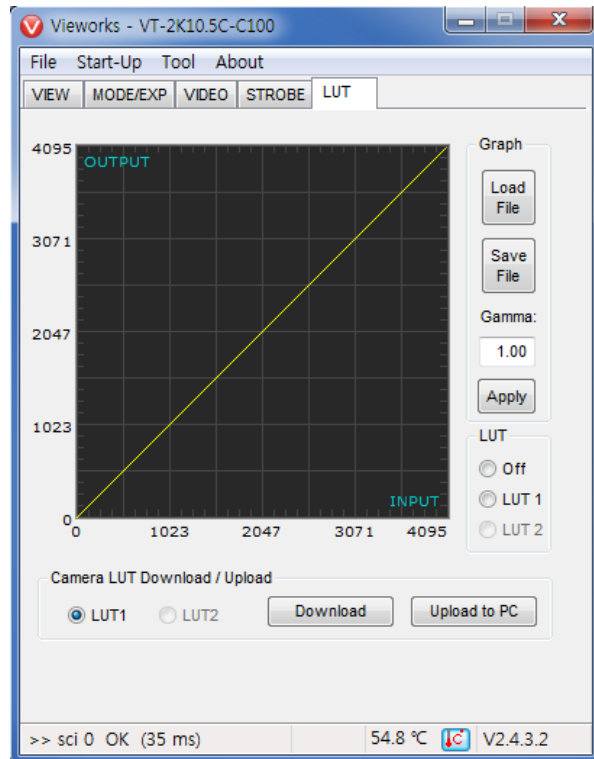 Vieworks - VT-2K10.5C-C100
File Start-Up Tool About
VIEW MODE/EXP VIDEO STROBE LUT
4095
OUTPUT
3071
2047
1023
0
INPUT
0 1023 2047 3071 4095
Graph
Load File
Save File
Gamma:
1.00
Apply
LUT
Off
LUT 1
LUT 2
Camera LUT Download / Upload
LUT1 LUT2 Download Upload to PC
>> sci 0 OK (35 ms) 54.8 ℃ C V2.4.3.2